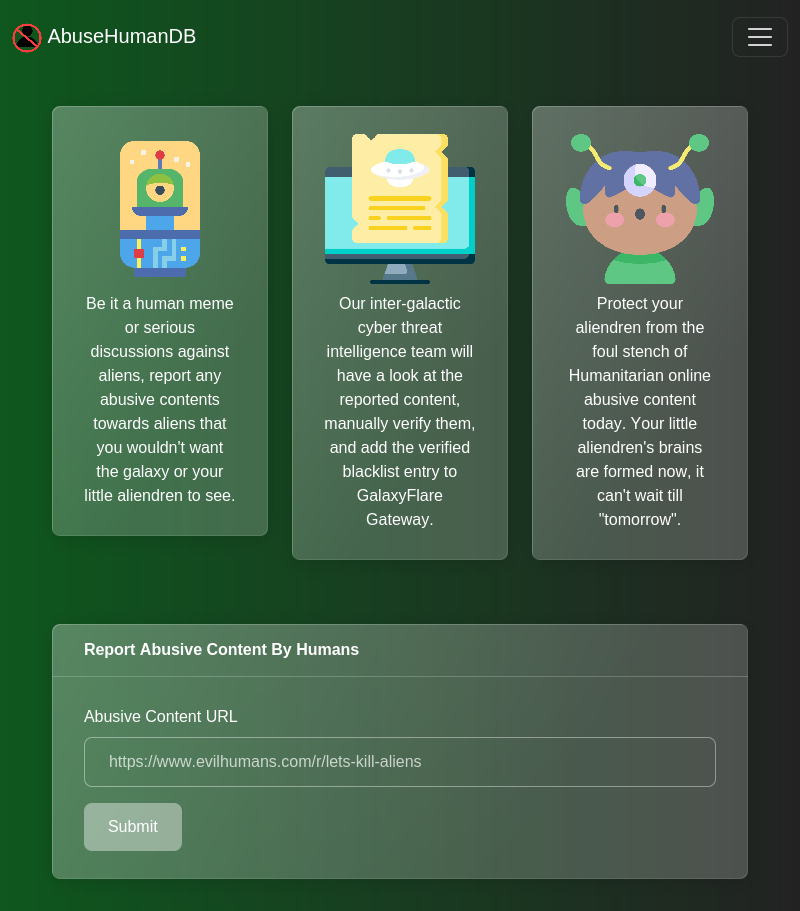 AbuseHumanDB
Be it a human meme
or serious
discussions against
aliens, report any
abusive contents
towards aliens that
you wouldn't want
the galaxy or your
little aliendren to see.
Our inter-galactic
cyber threat
intelligence team will
have a look at the
reported content,
manually verify them,
and add the verified
blacklist entry to
GalaxyFlare
Gateway.
Protect your
aliendren from the
foul stench of
Humanitarian online
abusive content
today. Your little
aliendren's brains
are formed now, it
can't wait till
"tomorrow".
Report Abusive Content By Humans
Abusive Content URL
https://www.evilhumans.com/r/lets-kill-aliens
Submit